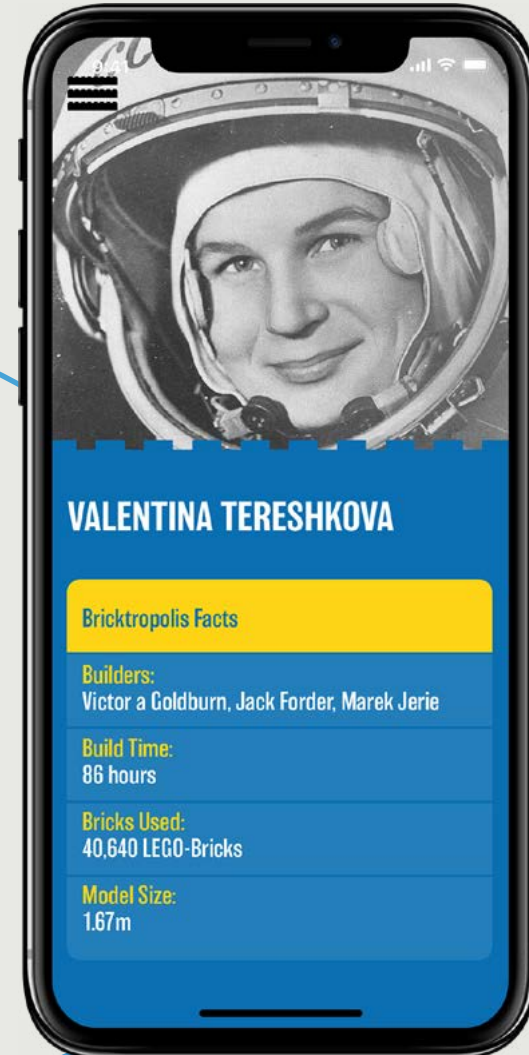 9:41
VALENTINA TERESHKOVA
Bricktropolis Facts
Builders:
Victor a Goldburn, Jack Forder, Marek Jerie
Build Time:
86 hours
Bricks Used:
40,640 LEGO-Bricks
Model Size:
1.67m